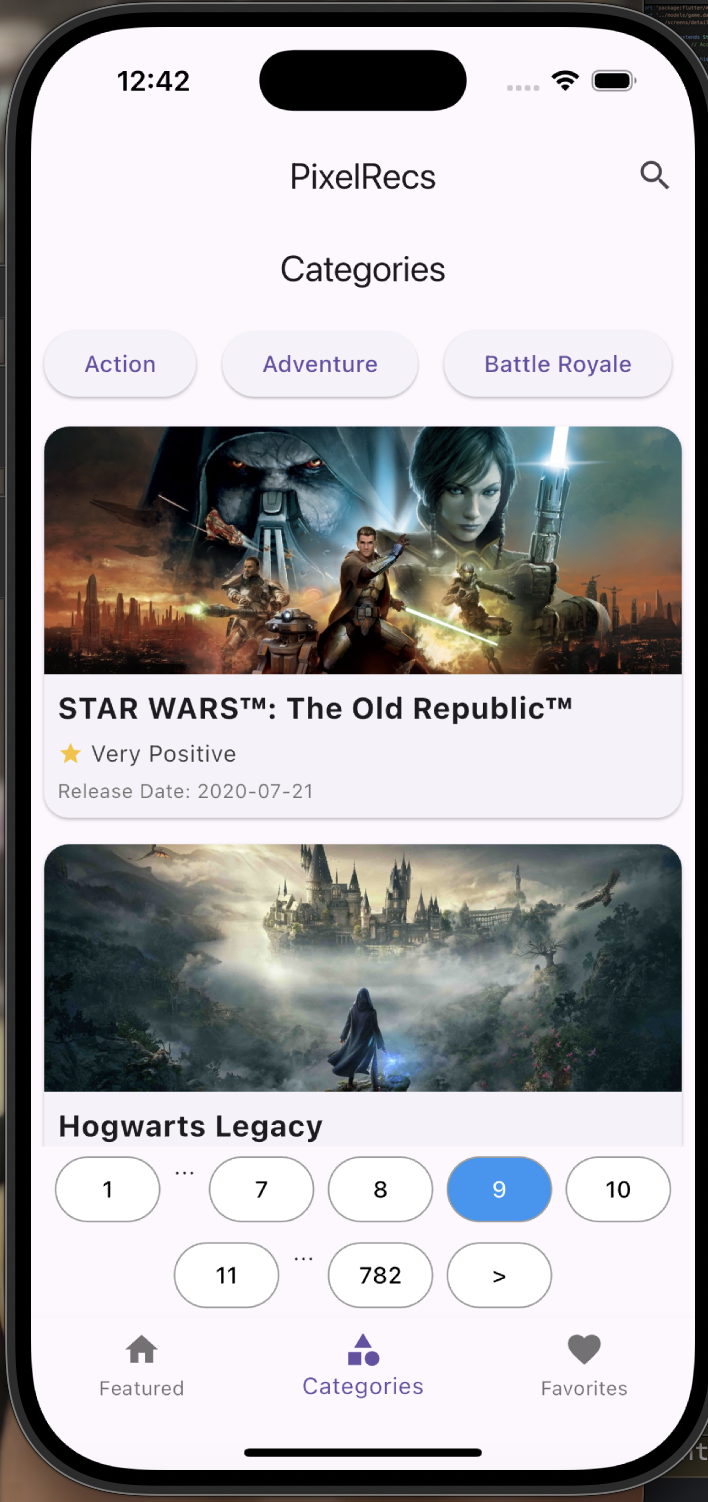 12:42
PixelRecs
Categories
Action Adventure Battle Royale
STAR WARS™: The Old Republic™
Very Positive
Release Date: 2020-07-21
Hogwarts Legacy
1 ... 7 8 9 10
11 ... 782 >
Featured Categories Favorites